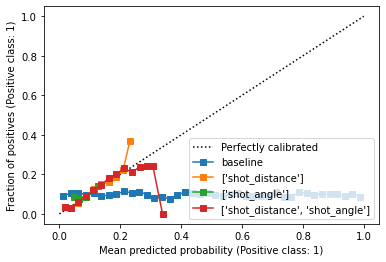 1.0
0.8
0.6
0.4
0.2
0.0
Fraction of positives (Positive class: 1)
Perfectly calibrated
baseline
['shot_distance']
['shot_angle']
['shot_distance', 'shot_angle']
0.0 0.2 0.4 0.6 0.8 1.0
Mean predicted probability (Positive class: 1)